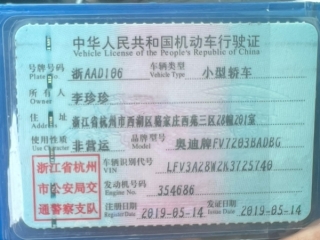 中华人民共和国机动车行驶证
Vehicle License of the People's Republic of China
号牌号码 浙AAD106 车辆类型 小型轿车
Plate No. Vehicle Type
所有人 李珍珍
Owner
住址 浙江省杭州市西湖区骆家庄西苑三区28幢201室
Address
使用性质 非营运 品牌型号 奥迪牌FV7203BADBG
Use Character Model
浙江省杭州市公安局交通警察支队
车辆识别代号 LFV3A28W2K3725740
VIN
发动机号码 354686
Engine No.
注册日期 2019-05-14 发证日期 2019-05-14
Register Date Issue Date